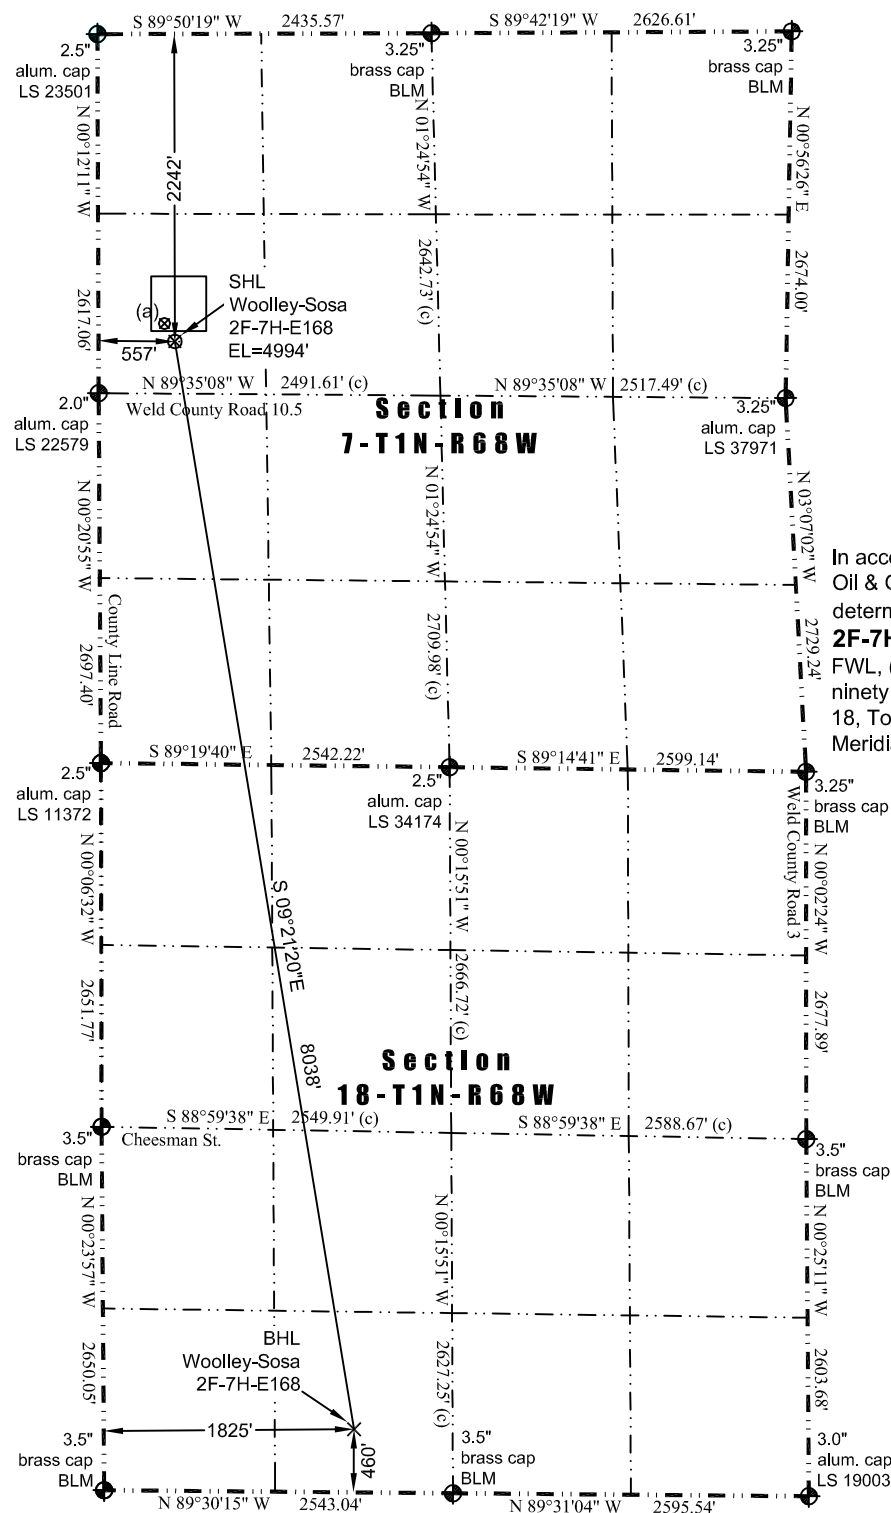 S 89°50'19" W 2435.57'
S 89°42'19" W 2626.61'
2.5"
alum. cap
LS 23501
3.25"
brass cap
BLM
3.25"
brass cap
BLM
N 00°12'11" W
2617.06'
N 01°24'54" W
2642.73' (c)
N 00°56'26" E
2674.00'
2242'
(a)
SHL
Woolley-Sosa
2F-7H-E168
EL=4994'
557'
N 89°35'08" W 2491.61' (c)
N 89°35'08" W 2517.49' (c)
2.0"
alum. cap
LS 22579
Weld County Road 10.5
Section
7-T1N-R68W
3.25"
alum. cap
LS 37971
N 00°20'55" W
2697.40'
County Line Road
N 01°24'54" W
2709.98' (c)
N 03°07'02" W
2729.24'
In acco
Oil & G
determ
2F-7H
FWL, (
ninety
18, To
Meridi
S 89°19'40" E 2542.22'
S 89°14'41" E 2599.14'
2.5"
alum. cap
LS 11372
2.5"
alum. cap
LS 34174
3.25"
brass cap
BLM
N 00°06'32" W
2651.77'
N 00°15'51" W
2666.72' (c)
Weld County Road 3
N 00°02'24" W
2677.89'
S 09°21'20"E
8038'
Section
18-T1N-R68W
S 88°59'38" E 2549.91' (c)
S 88°59'38" E 2588.67' (c)
3.5"
brass cap
BLM
Cheesman St.
3.5"
brass cap
BLM
N 00°23'57" W
2650.05'
N 00°15'51" W
2627.25' (c)
N 00°25'11" W
2603.68'
BHL
Woolley-Sosa
2F-7H-E168
1825'
460'
3.5"
brass cap
BLM
3.5"
brass cap
BLM
3.0"
alum. cap
LS 19003
N 89°30'15" W 2543.04'
N 89°31'04" W 2595.54'